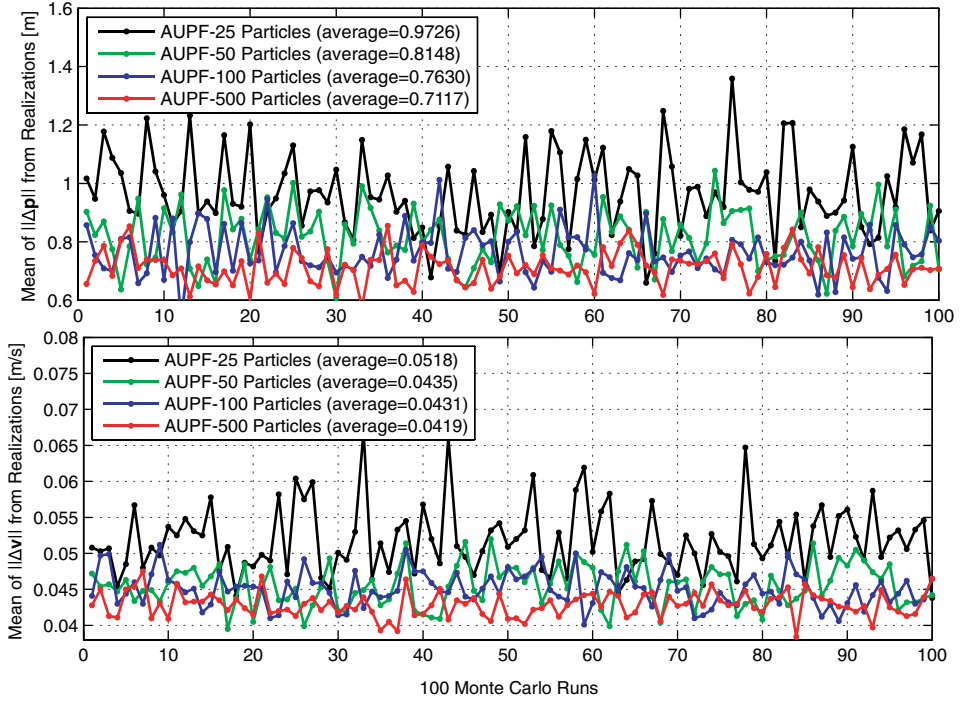 Mean of ||Δp|| from Realizations [m]
1.6
1.4
1.2
1
0.8
0.6
AUPF-25 Particles (average=0.9726)
AUPF-50 Particles (average=0.8148)
AUPF-100 Particles (average=0.7630)
AUPF-500 Particles (average=0.7117)
0 10 20 30 40 50 60 70 80 90 100
Mean of ||Δv|| from Realizations [m/s]
0.08
0.075
0.07
0.065
0.06
0.055
0.05
0.045
0.04
AUPF-25 Particles (average=0.0518)
AUPF-50 Particles (average=0.0435)
AUPF-100 Particles (average=0.0431)
AUPF-500 Particles (average=0.0419)
0 10 20 30 40 50 60 70 80 90 100
100 Monte Carlo Runs